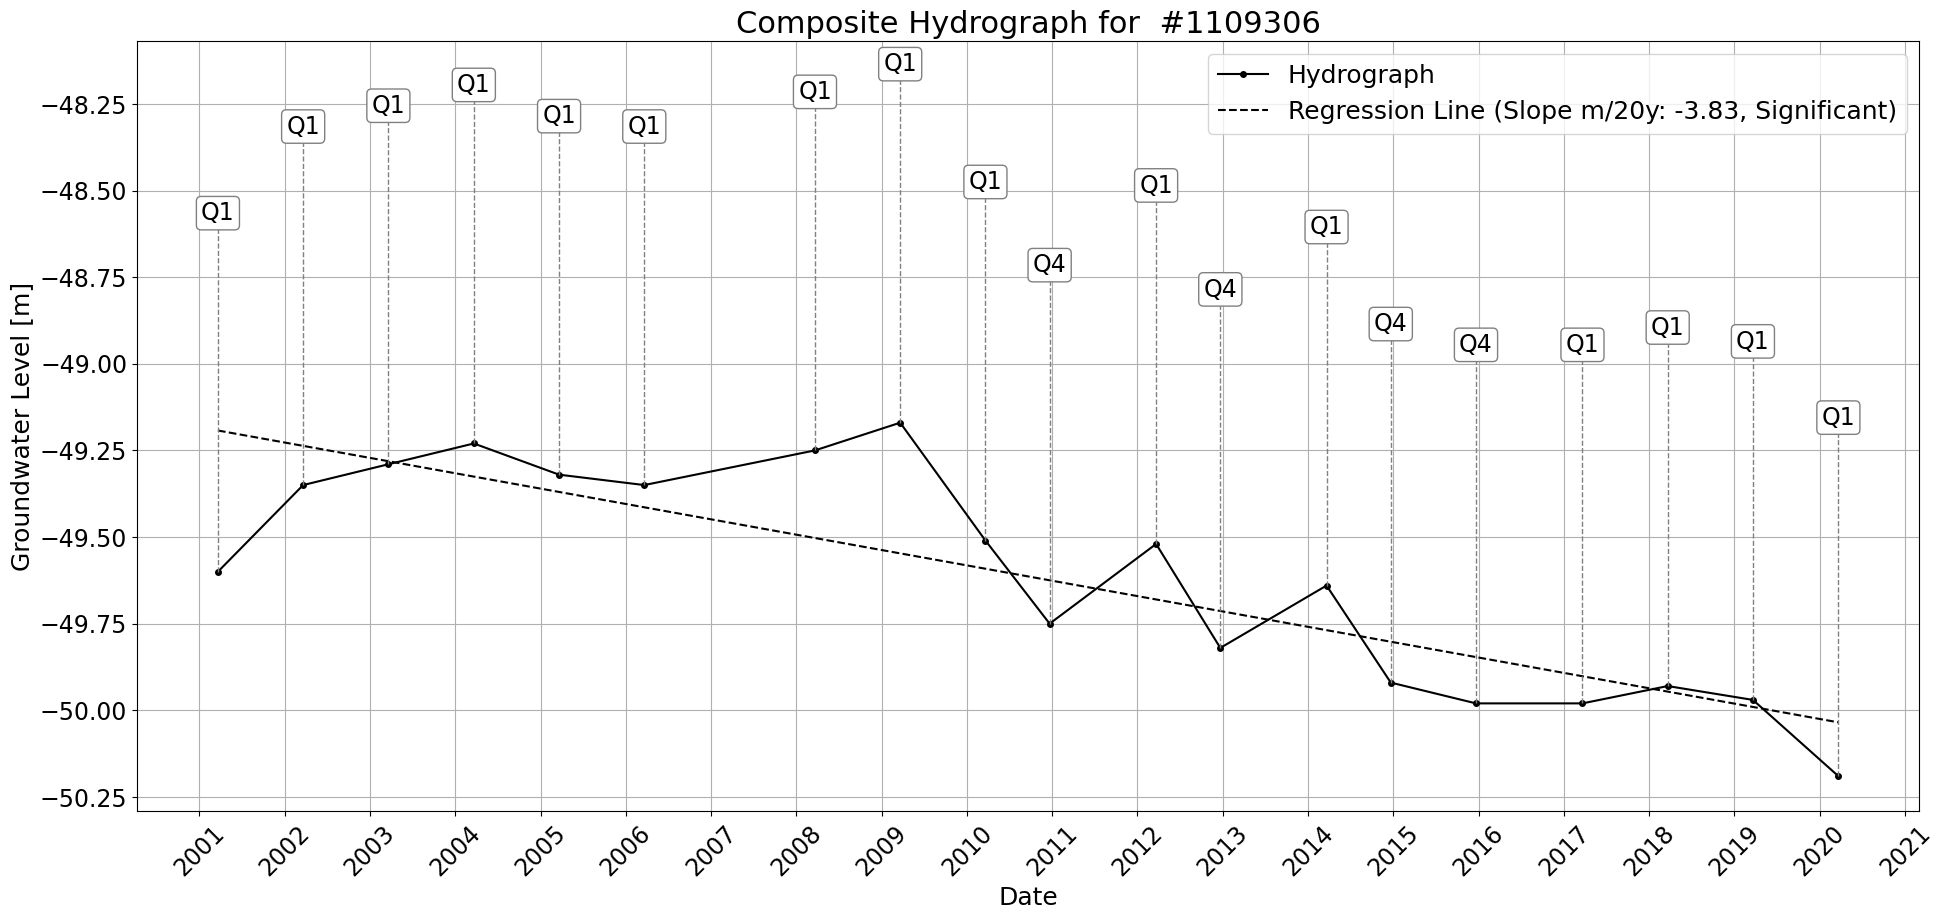 Composite Hydrograph for  #1109306
Hydrograph
Regression Line (Slope m/20y: -3.83, Significant)
Q1
Q1
Q1
Q1
Q1
Q1
Q1
Q1
Q1
Q4
Q1
Q4
Q1
Q4
Q4
Q1
Q1
Q1
Q1
Groundwater Level [m]
−48.25
−48.50
−48.75
−49.00
−49.25
−49.50
−49.75
−50.00
−50.25
2001
2002
2003
2004
2005
2006
2007
2008
2009
2010
2011
2012
2013
2014
2015
2016
2017
2018
2019
2020
2021
Date